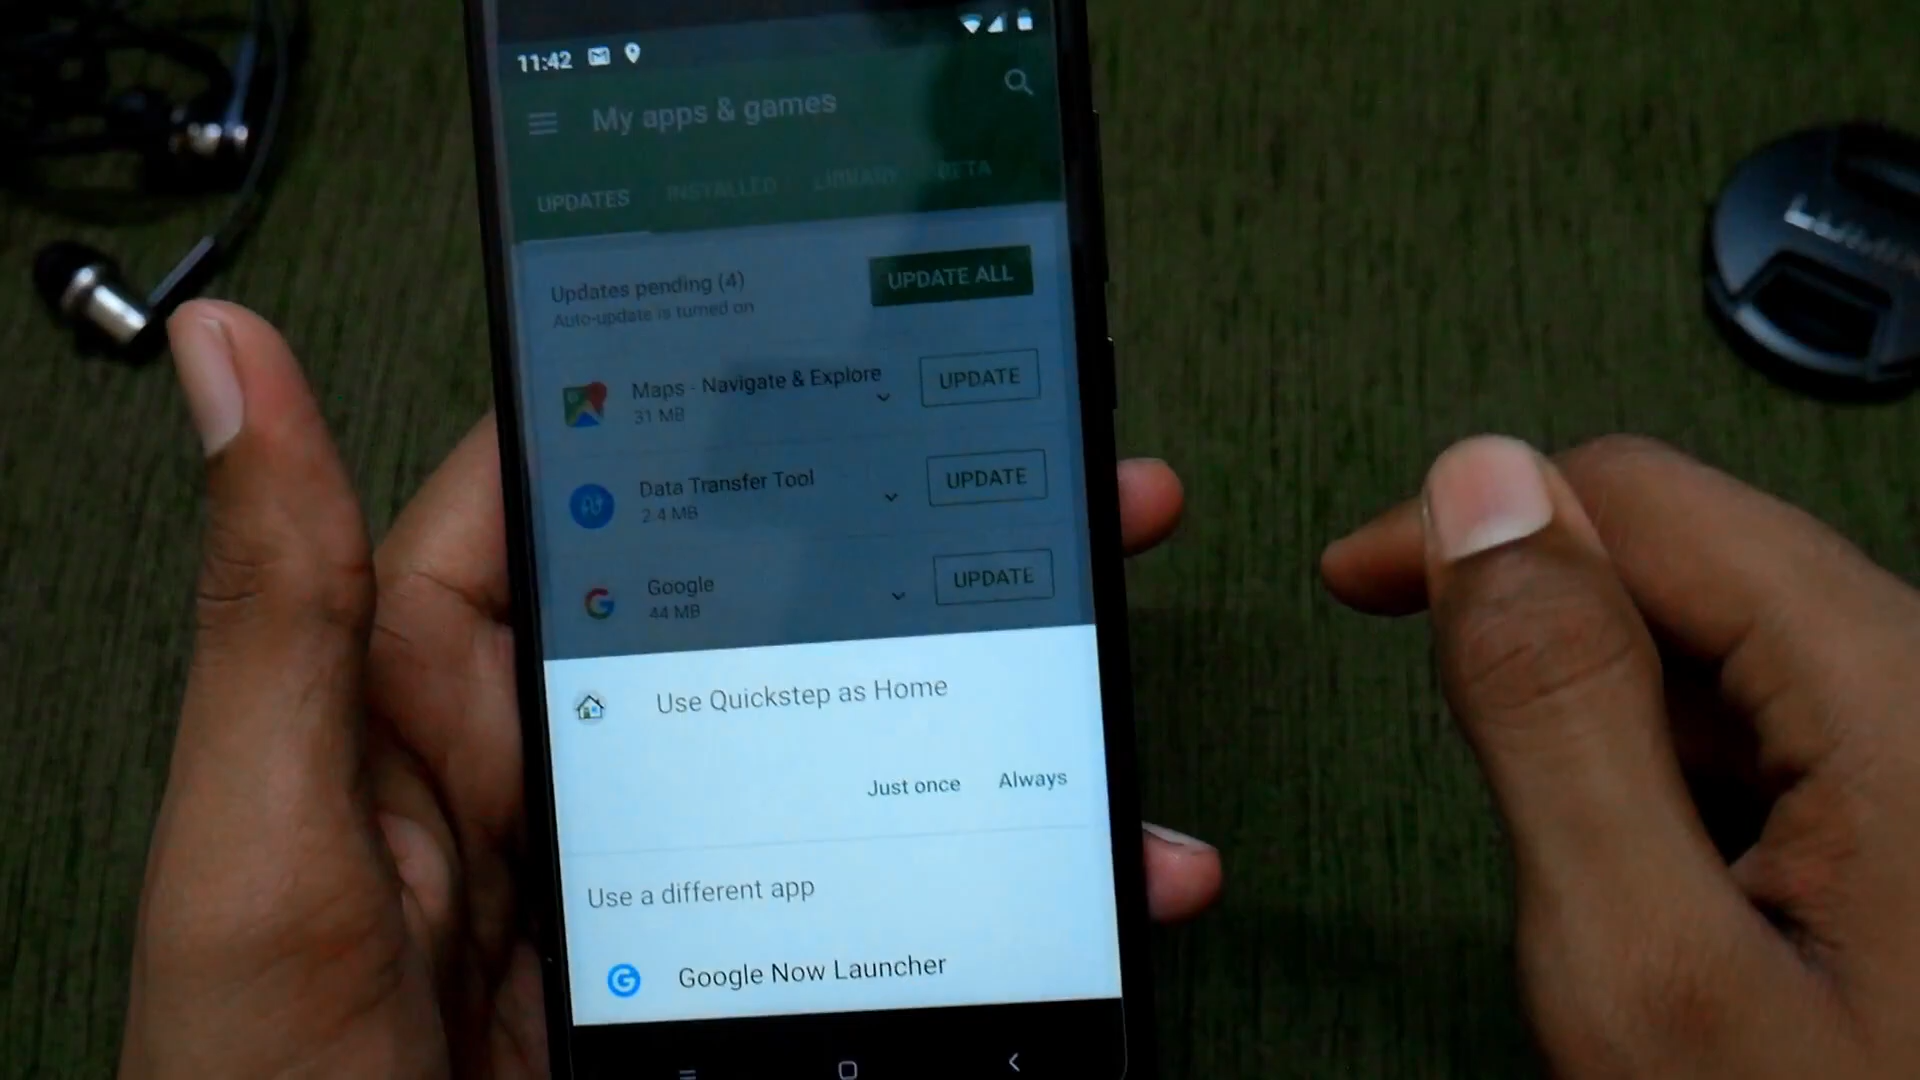 11:42
My apps & games
UPDATES INSTALLED LIBRARY BETA
Updates pending (4)
Auto-update is turned on
UPDATE ALL
Maps - Navigate & Explore
31 MB
UPDATE
Data Transfer Tool
2.4 MB
UPDATE
Google
44 MB
UPDATE
Use Quickstep as Home
Just once Always
Use a different app
Google Now Launcher